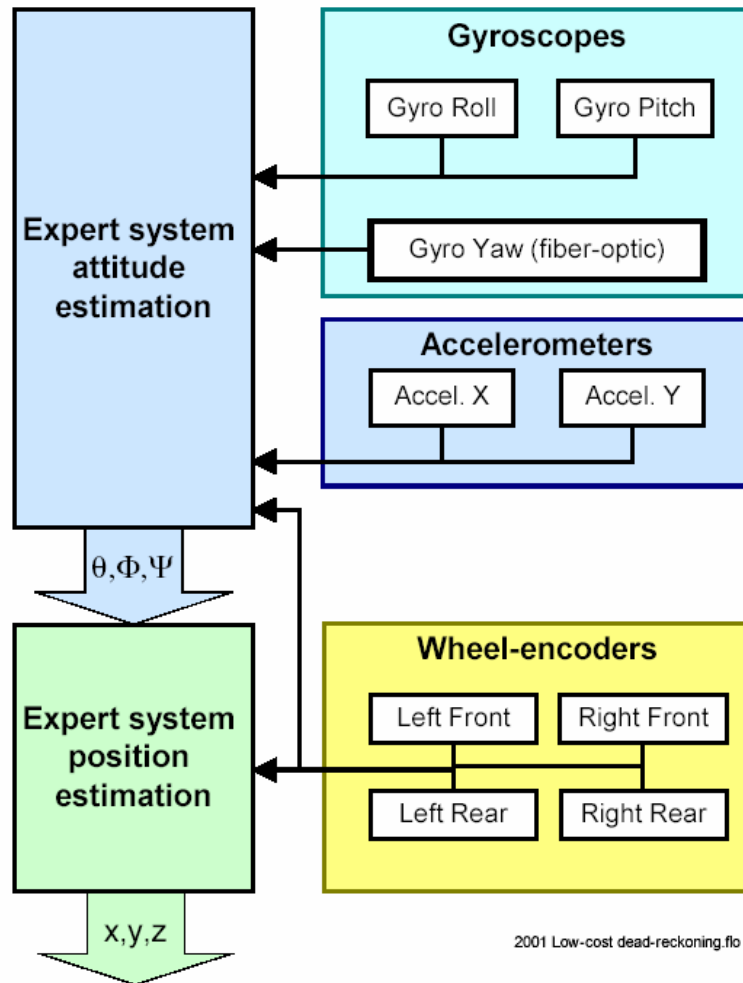 Gyroscopes
Gyro Roll
Gyro Pitch
Gyro Yaw (fiber-optic)
Expert system
attitude
estimation
Accelerometers
Accel. X
Accel. Y
θ,Φ,Ψ
Wheel-encoders
Left Front
Right Front
Left Rear
Right Rear
Expert system
position
estimation
x,y,z
2001 Low-cost dead-reckoning.flo